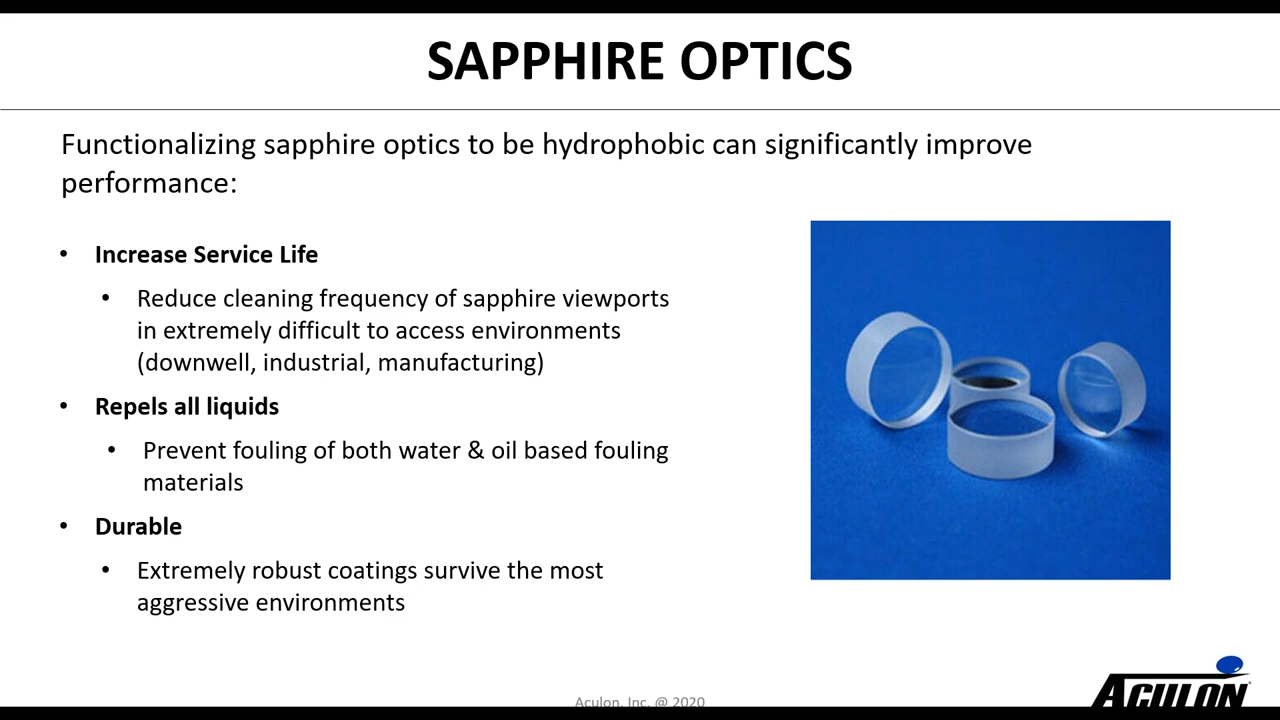 SAPPHIRE OPTICS
Functionalizing sapphire optics to be hydrophobic can significantly improve
performance:
• Increase Service Life
• Reduce cleaning frequency of sapphire viewports
in extremely difficult to access environments
(downwell, industrial, manufacturing)
• Repels all liquids
• Prevent fouling of both water & oil based fouling
materials
• Durable
• Extremely robust coatings survive the most
aggressive environments
Aculon, Inc. @ 2020
ACULON